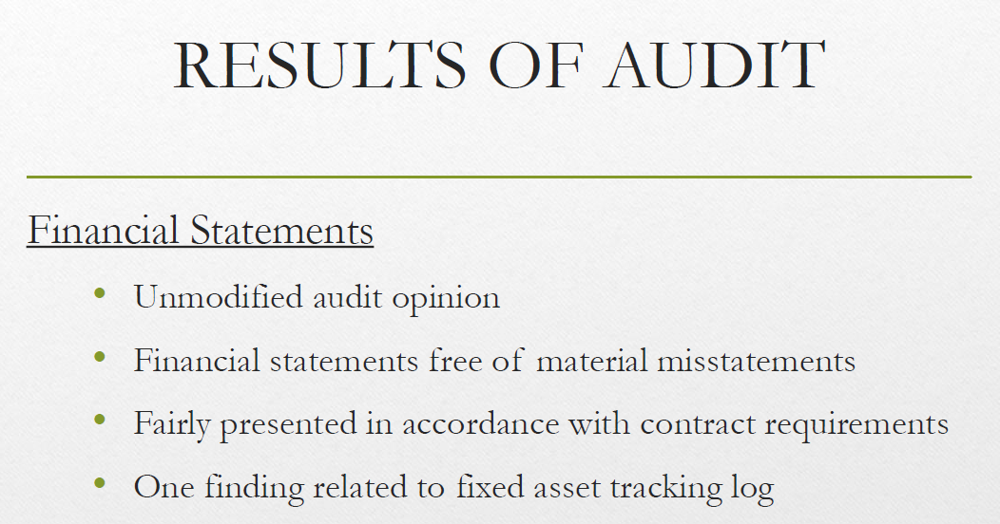 RESULTS OF AUDIT
Financial Statements
• Unmodified audit opinion
• Financial statements free of material misstatements
• Fairly presented in accordance with contract requirements
• One finding related to fixed asset tracking log